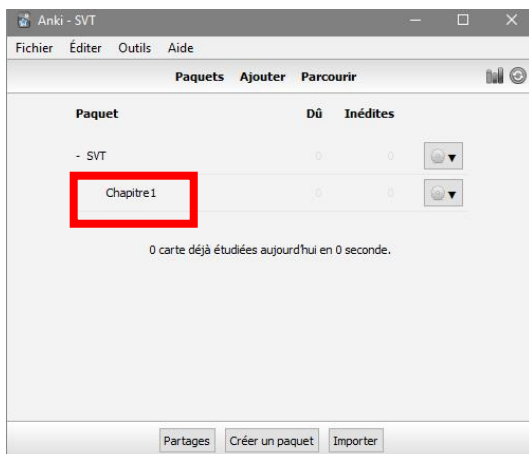 Anki - SVT
Fichier Éditer Outils Aide
Paquets Ajouter Parcourir
Paquet Dû Inédites
- SVT 0 0
Chapitre1 0 0
0 carte déjà étudiées aujourd'hui en 0 seconde.
Partages Créer un paquet Importer